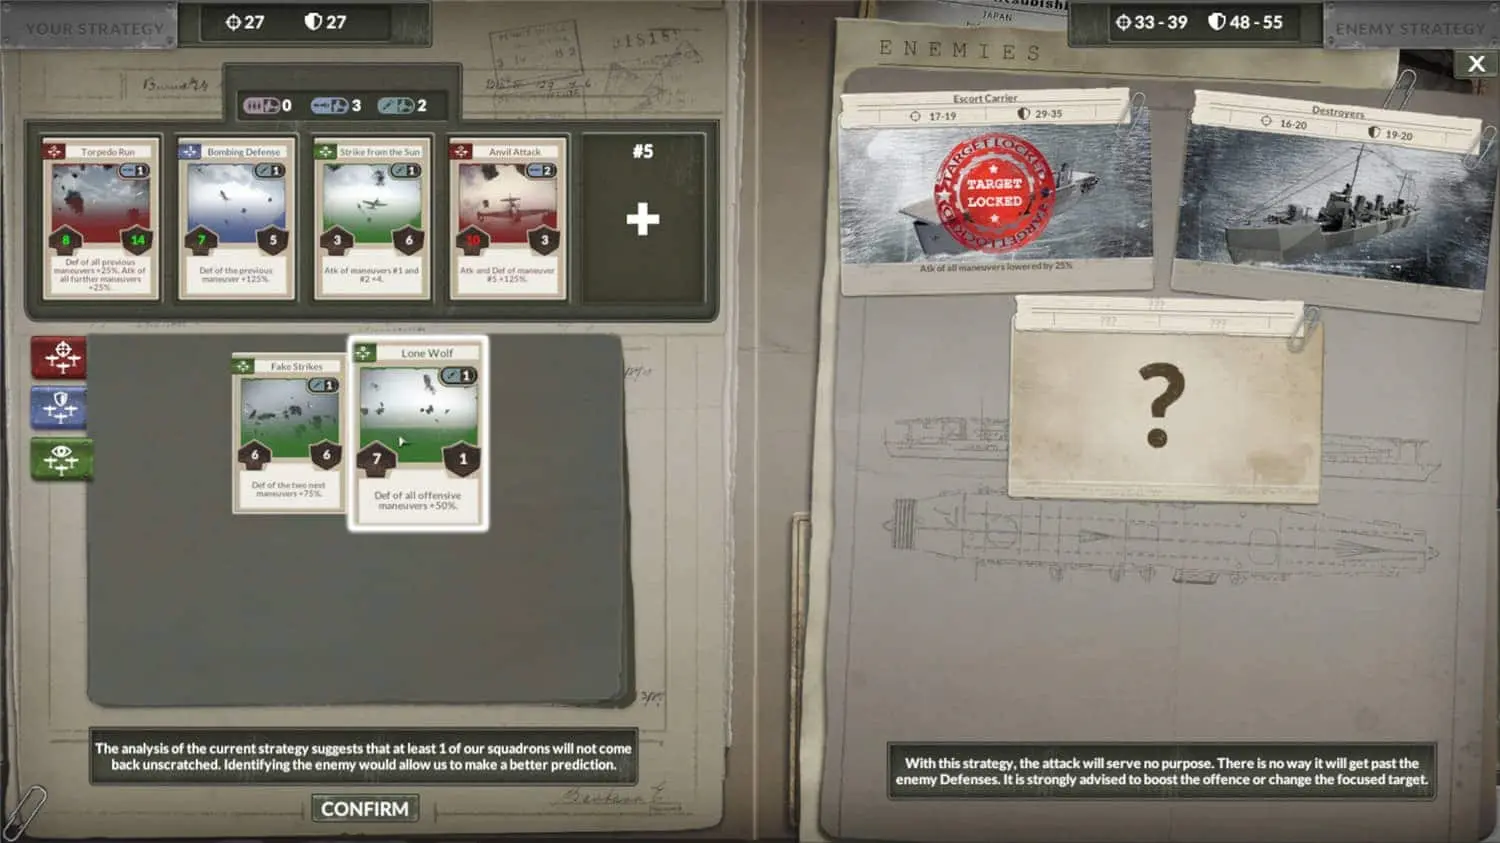 YOUR STRATEGY
27
27
JAPAN
33 - 39
48 - 55
ENEMY STRATEGY
ENEMIES
X
0
3
2
Torpedo Run
1
8
14
Def of all previous
maneuvers +25%. Atk of
all further maneuvers
+25%.
Bombing Defense
1
7
5
Def of the previous
maneuver +125%.
Strike from the Sun
1
3
6
Atk of maneuvers #1 and
#2 +4.
Anvil Attack
2
10
3
Atk and Def of maneuver
#5 +125%.
#5
+
Fake Strikes
1
6
6
Def of the two next
maneuvers +75%.
Lone Wolf
1
7
1
Def of all offensive
maneuvers +50%.
Escort Carrier
17-19
29-35
TARGET LOCKED
TARGET
LOCKED
Atk of all maneuvers lowered by 25%
Destroyers
16-20
19-20
???
???
???
?
The analysis of the current strategy suggests that at least 1 of our squadrons will not come
back unscratched. Identifying the enemy would allow us to make a better prediction.
CONFIRM
With this strategy, the attack will serve no purpose. There is no way it will get past the
enemy Defenses. It is strongly advised to boost the offence or change the focused target.